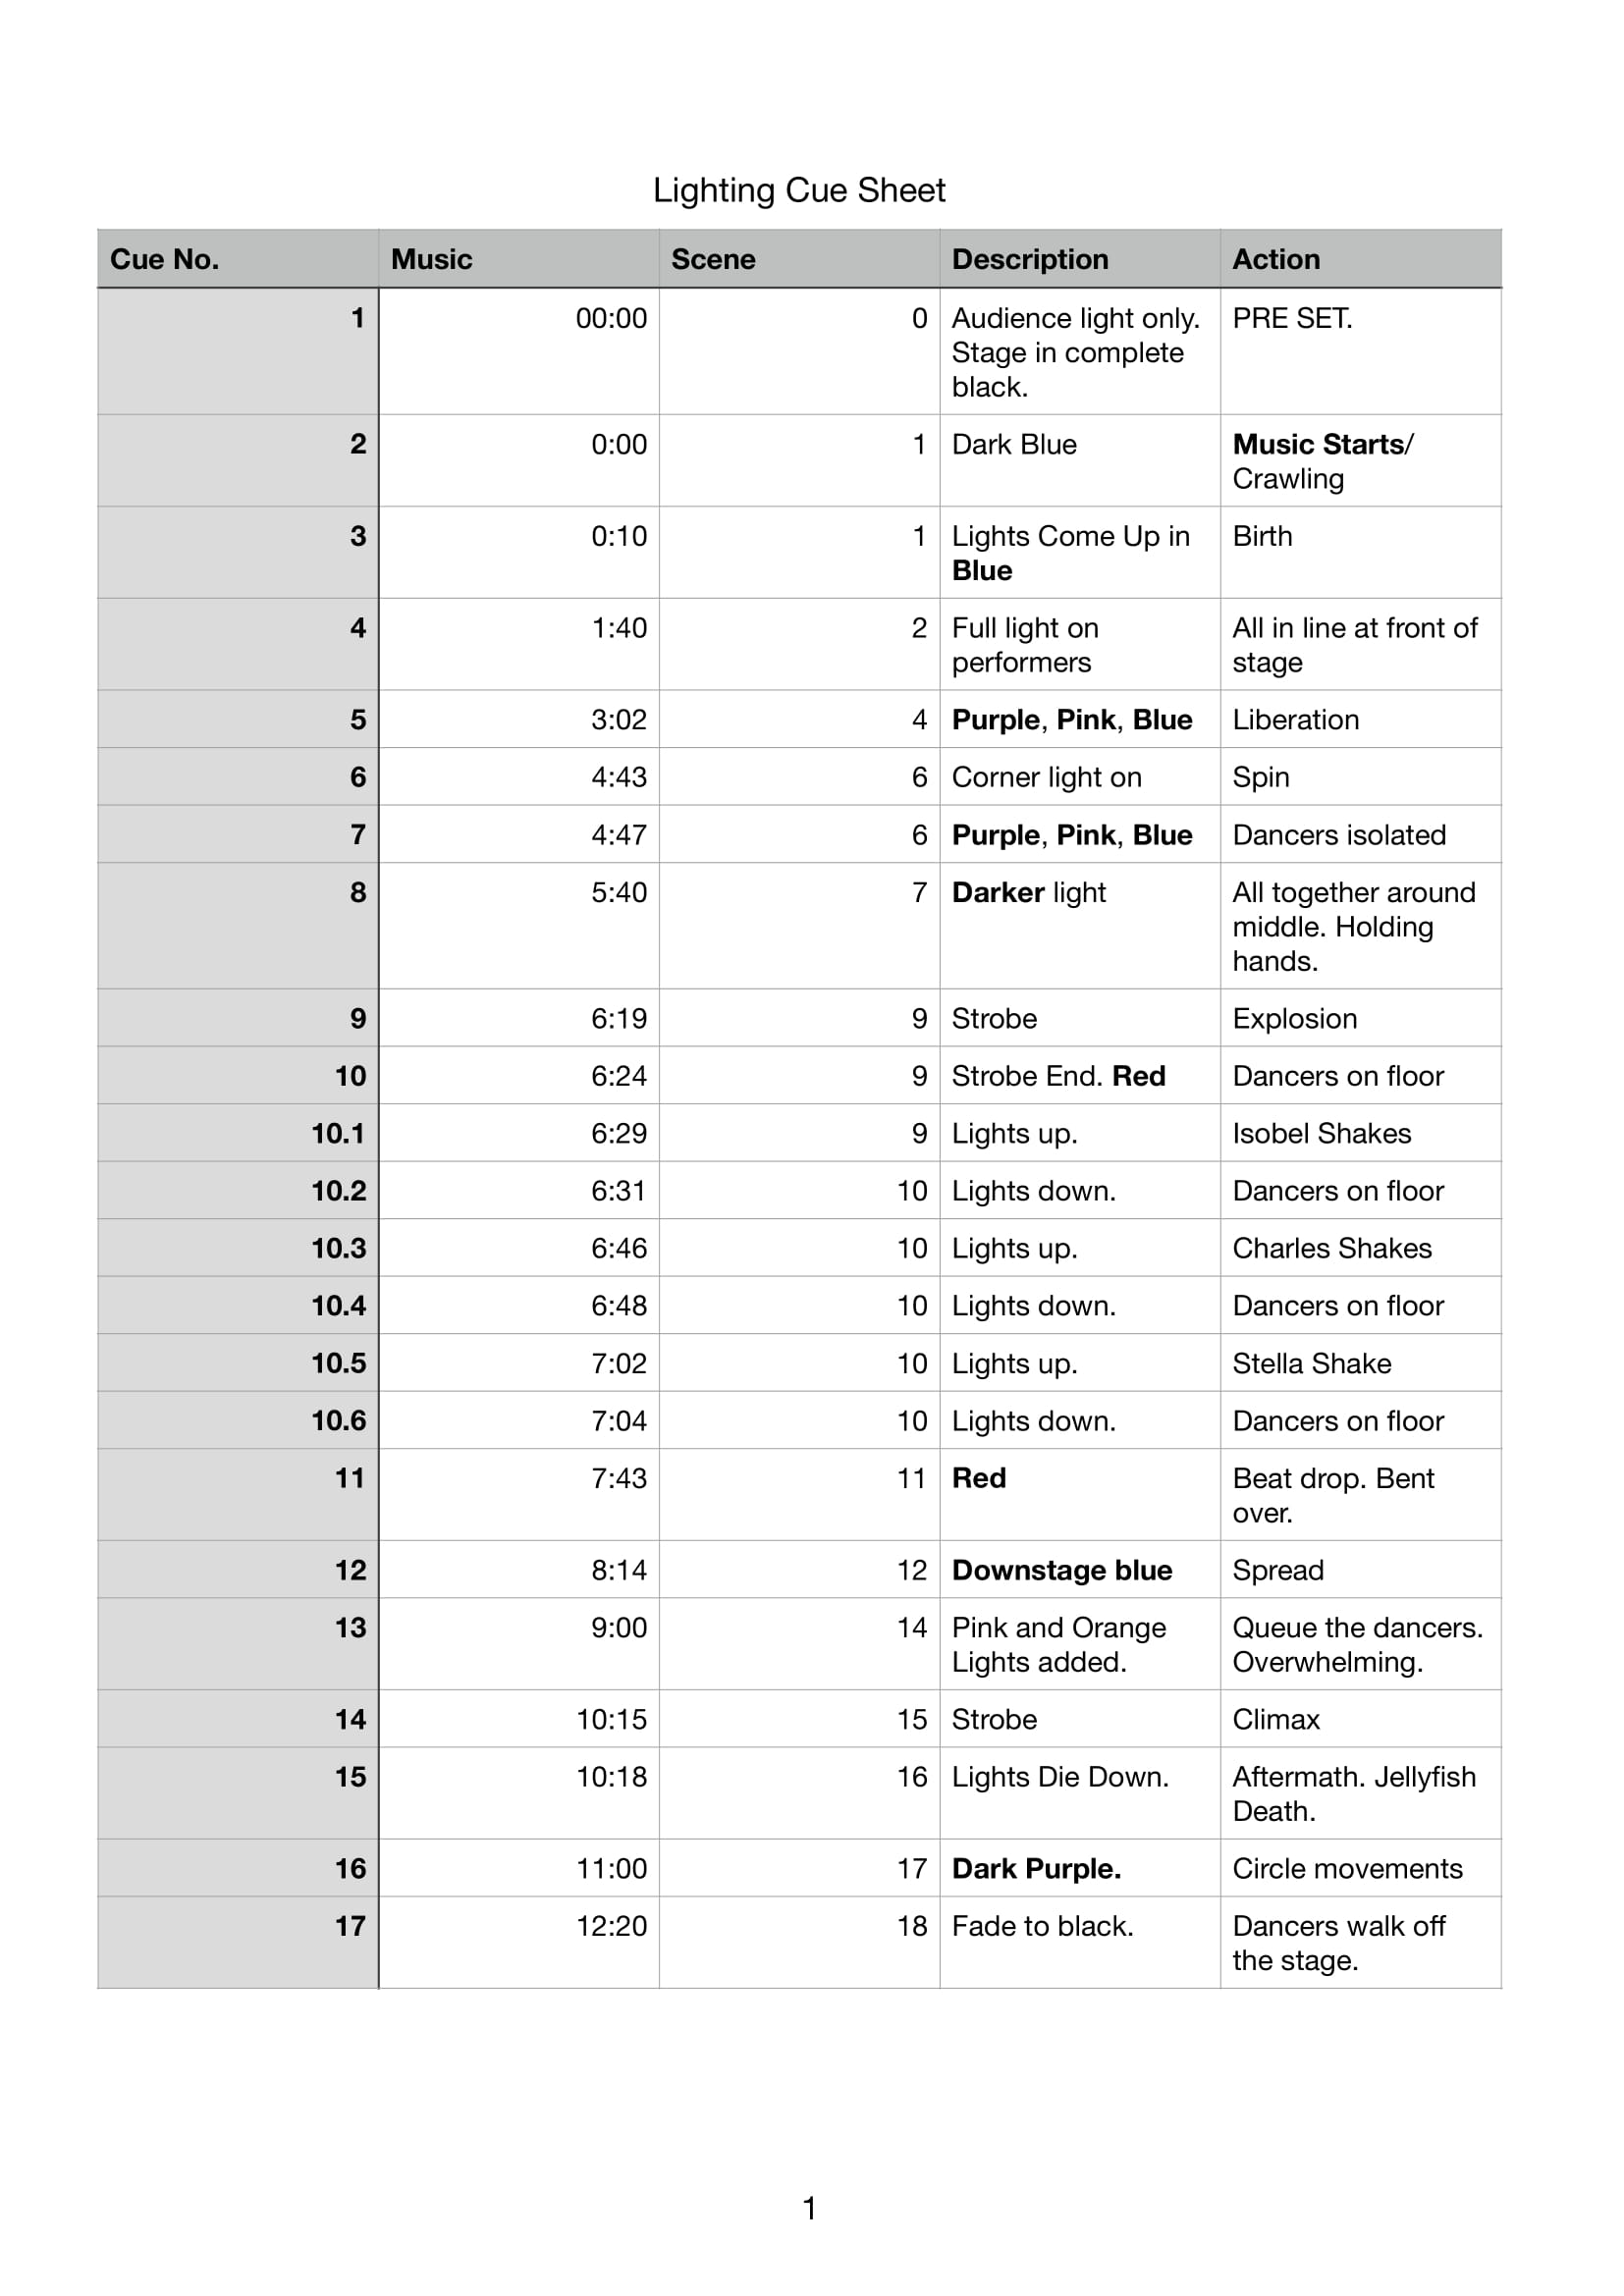 Lighting Cue Sheet
Cue No. Music Scene Description Action
1 00:00 0 Audience light only. PRE SET.
Stage in complete
black.
2 0:00 1 Dark Blue Music Starts/
Crawling
3 0:10 1 Lights Come Up in Birth
Blue
4 1:40 2 Full light on All in line at front of
performers stage
5 3:02 4 Purple, Pink, Blue Liberation
6 4:43 6 Corner light on Spin
7 4:47 6 Purple, Pink, Blue Dancers isolated
8 5:40 7 Darker light All together around
middle. Holding
hands.
9 6:19 9 Strobe Explosion
10 6:24 9 Strobe End. Red Dancers on floor
10.1 6:29 9 Lights up. Isobel Shakes
10.2 6:31 10 Lights down. Dancers on floor
10.3 6:46 10 Lights up. Charles Shakes
10.4 6:48 10 Lights down. Dancers on floor
10.5 7:02 10 Lights up. Stella Shake
10.6 7:04 10 Lights down. Dancers on floor
11 7:43 11 Red Beat drop. Bent
over.
12 8:14 12 Downstage blue Spread
13 9:00 14 Pink and Orange Queue the dancers.
Lights added. Overwhelming.
14 10:15 15 Strobe Climax
15 10:18 16 Lights Die Down. Aftermath. Jellyfish
Death.
16 11:00 17 Dark Purple. Circle movements
17 12:20 18 Fade to black. Dancers walk off
the stage.
1